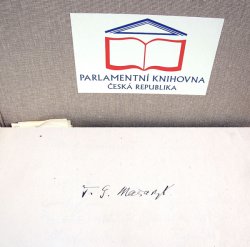 PARLAMENTNÍ KNIHOVNA
ČESKÁ REPUBLIKA
T. G. Masaryk.